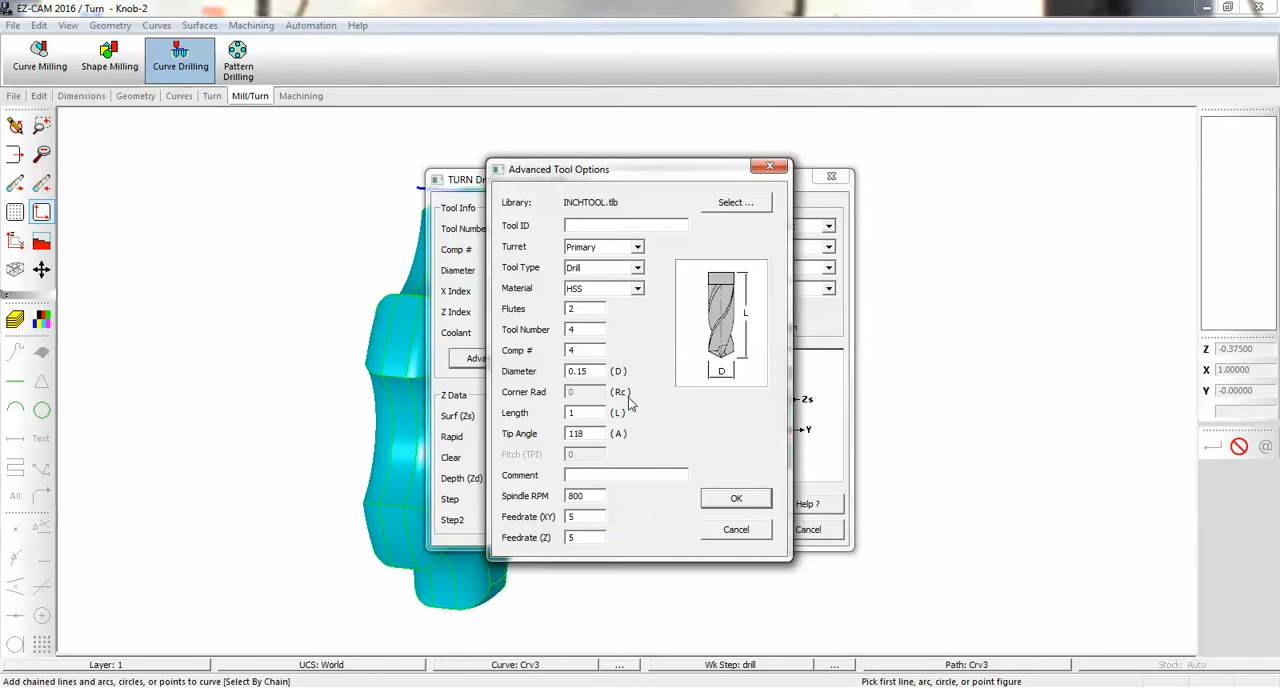 EZ-CAM 2016 / Turn - Knob-2
File Edit View Geometry Curves Surfaces Machining Automation Help
Curve Milling Shape Milling Curve Drilling Pattern Drilling
File Edit Dimensions Geometry Curves Turn Mill/Turn Machining
TURN Dr
Tool Info
Tool Numbe
Comp #
Diameter
X Index
Z Index
Coolant
Adva
Z Data
Surf (Zs)
Rapid
Clear
Depth (Zd)
Step
Step2
Advanced Tool Options
Library: INCHTOOL.tlb Select ...
Tool ID
Turret Primary
Tool Type Drill
Material HSS
Flutes 2
Tool Number 4
Comp # 4
Diameter 0.15 ( D )
Corner Rad 0 ( Rc )
Length 1 ( L )
Tip Angle 118 ( A )
Pitch (TPI) 0
Comment
Spindle RPM 800
Feedrate (XY) 5
Feedrate (Z) 5
L
D
OK
Cancel
Zs
Y
Help ?
Cancel
Text
All
Z -0.37500
X 1.00000
Y -0.00000
@
Layer: 1 UCS: World Curve: Crv3 ... Wk Step: drill ... Path: Crv3 Stock: Auto
Add chained lines and arcs, circles, or points to curve [Select By Chain] Pick first line, arc, circle, or point figure